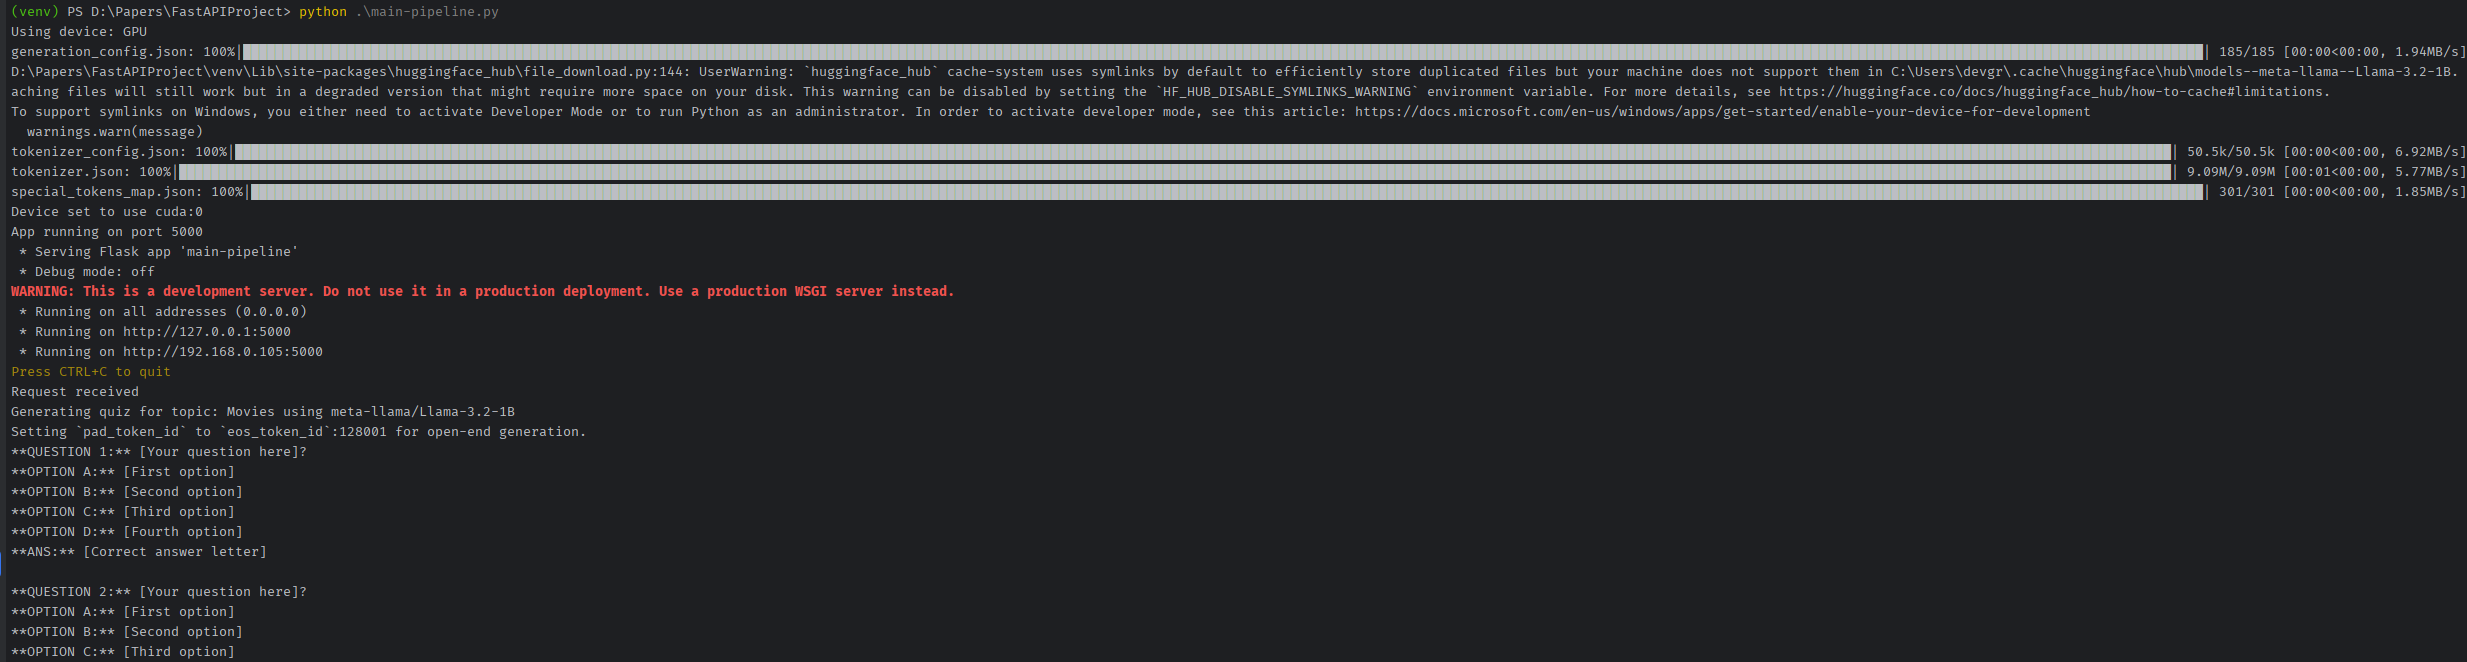 (venv) PS D:\Papers\FastAPIProject> python .\main-pipeline.py
Using device: GPU
generation_config.json: 100%| | 185/185 [00:00<00:00, 1.94MB/s]
D:\Papers\FastAPIProject\venv\Lib\site-packages\huggingface_hub\file_download.py:144: UserWarning: `huggingface_hub` cache-system uses symlinks by default to efficiently store duplicated files but your machine does not support them in C:\Users\devgr\.cache\huggingface\hub\models--meta-llama--Llama-3.2-1B.
aching files will still work but in a degraded version that might require more space on your disk. This warning can be disabled by setting the `HF_HUB_DISABLE_SYMLINKS_WARNING` environment variable. For more details, see https://huggingface.co/docs/huggingface_hub/how-to-cache#limitations.
To support symlinks on Windows, you either need to activate Developer Mode or to run Python as an administrator. In order to activate developer mode, see this article: https://docs.microsoft.com/en-us/windows/apps/get-started/enable-your-device-for-development
  warnings.warn(message)
tokenizer_config.json: 100%| | 50.5k/50.5k [00:00<00:00, 6.92MB/s]
tokenizer.json: 100%| | 9.09M/9.09M [00:01<00:00, 5.77MB/s]
special_tokens_map.json: 100%| | 301/301 [00:00<00:00, 1.85MB/s]
Device set to use cuda:0
App running on port 5000
 * Serving Flask app 'main-pipeline'
 * Debug mode: off
WARNING: This is a development server. Do not use it in a production deployment. Use a production WSGI server instead.
 * Running on all addresses (0.0.0.0)
 * Running on http://127.0.0.1:5000
 * Running on http://192.168.0.105:5000
Press CTRL+C to quit
Request received
Generating quiz for topic: Movies using meta-llama/Llama-3.2-1B
Setting `pad_token_id` to `eos_token_id`:128001 for open-end generation.
**QUESTION 1:** [Your question here]?
**OPTION A:** [First option]
**OPTION B:** [Second option]
**OPTION C:** [Third option]
**OPTION D:** [Fourth option]
**ANS:** [Correct answer letter]

**QUESTION 2:** [Your question here]?
**OPTION A:** [First option]
**OPTION B:** [Second option]
**OPTION C:** [Third option]